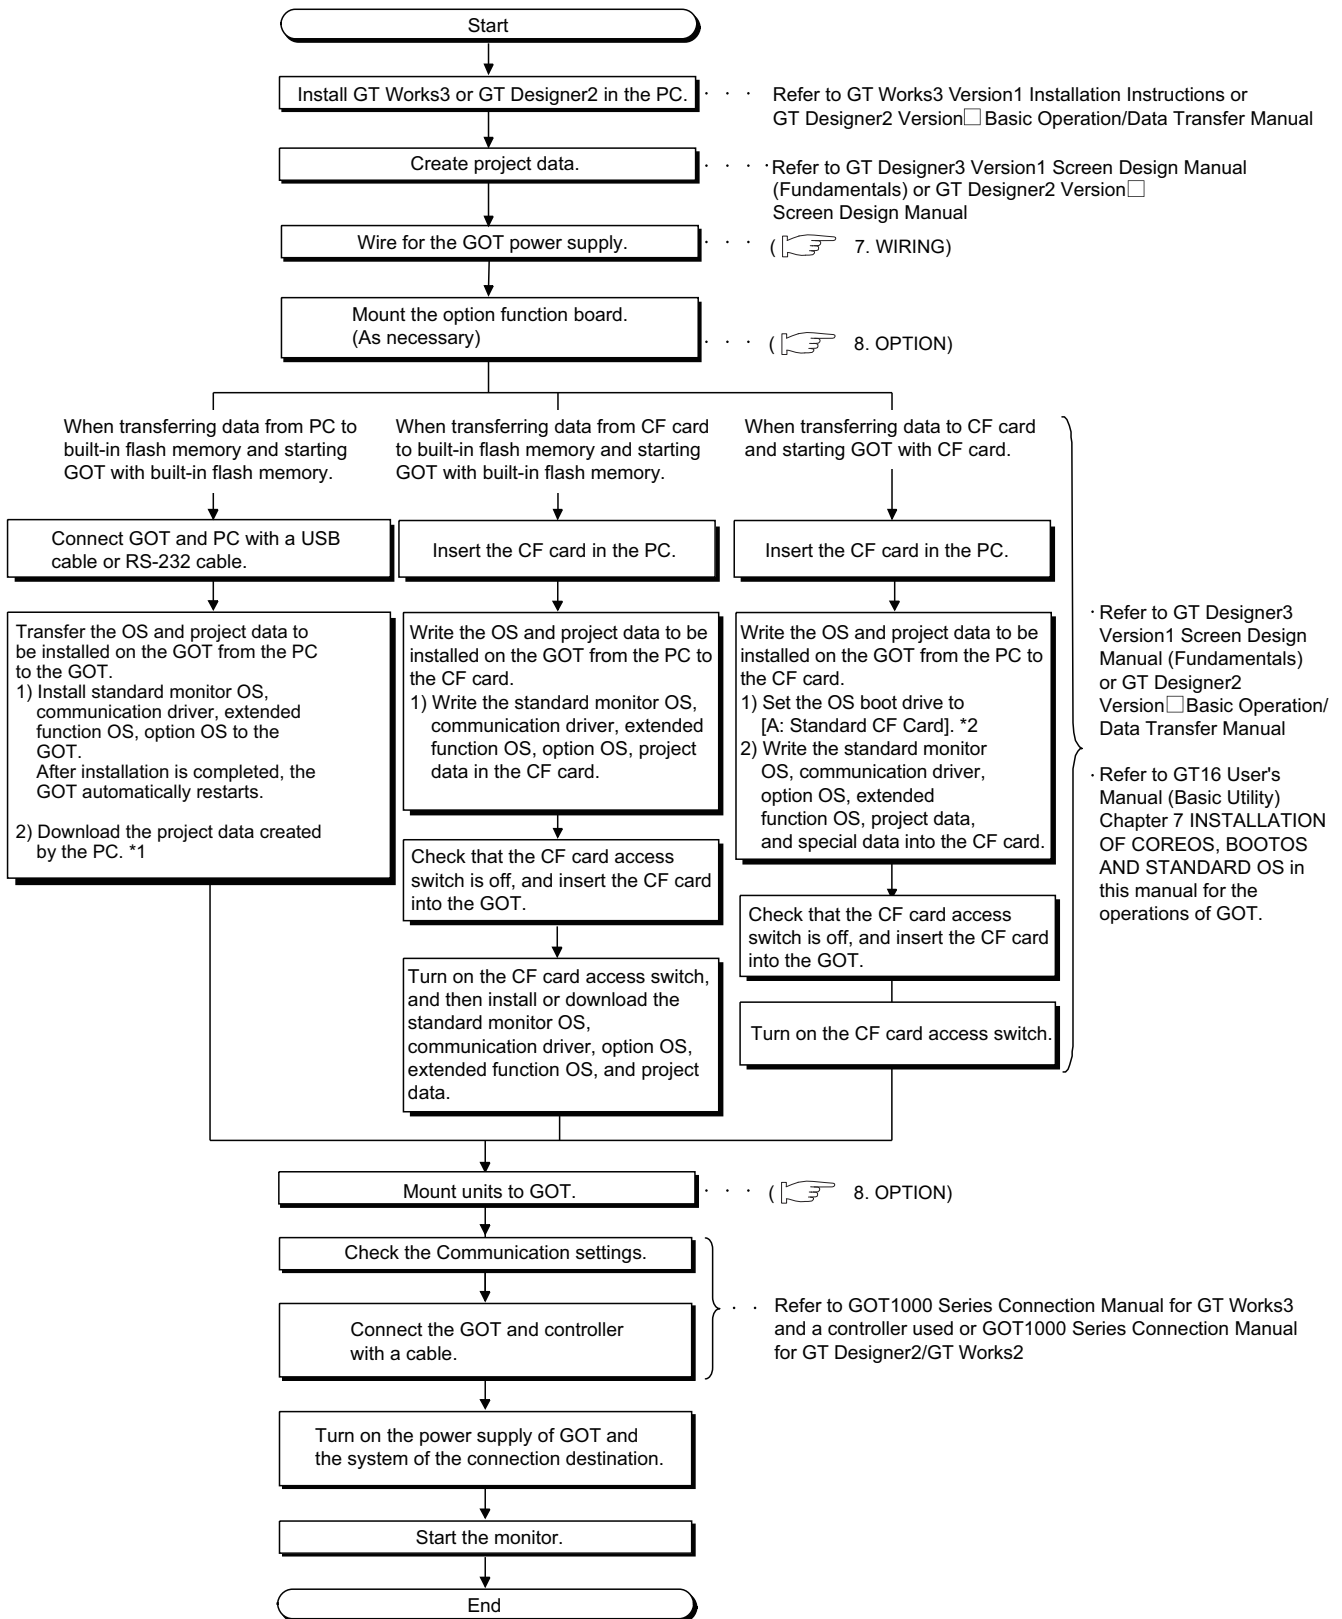 Start
Install GT Works3 or GT Designer2 in the PC.
Refer to GT Works3 Version1 Installation Instructions or
GT Designer2 Version□ Basic Operation/Data Transfer Manual
Create project data.
Refer to GT Designer3 Version1 Screen Design Manual
(Fundamentals) or GT Designer2 Version□
Screen Design Manual
Wire for the GOT power supply.
( 7. WIRING)
Mount the option function board.
(As necessary)
( 8. OPTION)
When transferring data from PC to
built-in flash memory and starting
GOT with built-in flash memory.
Connect GOT and PC with a USB
cable or RS-232 cable.
Transfer the OS and project data to
be installed on the GOT from the PC
to the GOT.
1) Install standard monitor OS,
communication driver, extended
function OS, option OS to the
GOT.
After installation is completed, the
GOT automatically restarts.
2) Download the project data created
by the PC. *1
When transferring data from CF card
to built-in flash memory and starting
GOT with built-in flash memory.
Insert the CF card in the PC.
Write the OS and project data to be
installed on the GOT from the PC to
the CF card.
1) Write the standard monitor OS,
communication driver, extended
function OS, option OS, project
data in the CF card.
Check that the CF card access
switch is off, and insert the CF card
into the GOT.
Turn on the CF card access switch,
and then install or download the
standard monitor OS,
communication driver, option OS,
extended function OS, and project
data.
When transferring data to CF card
and starting GOT with CF card.
Insert the CF card in the PC.
Write the OS and project data to be
installed on the GOT from the PC to
the CF card.
1) Set the OS boot drive to
[A: Standard CF Card]. *2
2) Write the standard monitor
OS, communication driver,
option OS, extended
function OS, project data,
and special data into the CF card.
Check that the CF card access
switch is off, and insert the CF card
into the GOT.
Turn on the CF card access switch.
· Refer to GT Designer3
Version1 Screen Design
Manual (Fundamentals)
or GT Designer2
Version□ Basic Operation/
Data Transfer Manual
· Refer to GT16 User's
Manual (Basic Utility)
Chapter 7 INSTALLATION
OF COREOS, BOOTOS
AND STANDARD OS in
this manual for the
operations of GOT.
Mount units to GOT.
( 8. OPTION)
Check the Communication settings.
Connect the GOT and controller
with a cable.
Refer to GOT1000 Series Connection Manual for GT Works3
and a controller used or GOT1000 Series Connection Manual
for GT Designer2/GT Works2
Turn on the power supply of GOT and
the system of the connection destination.
Start the monitor.
End